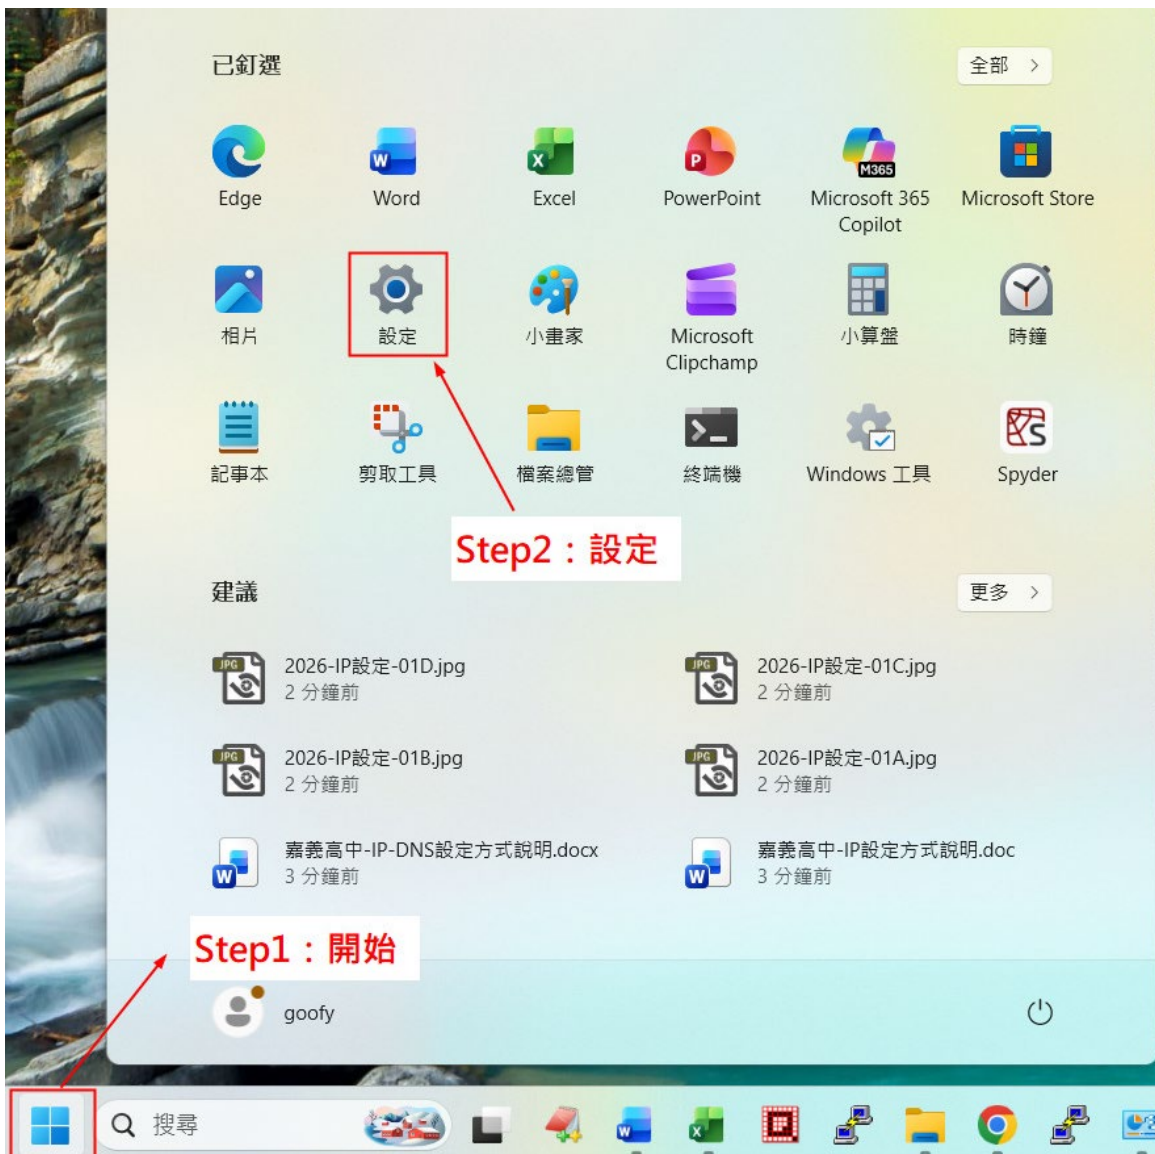 已釘選
全部
Edge
Word
Excel
PowerPoint
Microsoft 365
Copilot
Microsoft Store
M365
相片
設定
小畫家
Microsoft
Clipchamp
小算盤
時鐘
記事本
剪取工具
檔案總管
終端機
Windows 工具
Spyder
Step2：設定
建議
更多
JPG
2026-IP設定-01D.jpg
2 分鐘前
JPG
2026-IP設定-01C.jpg
2 分鐘前
JPG
2026-IP設定-01B.jpg
2 分鐘前
JPG
2026-IP設定-01A.jpg
2 分鐘前
嘉義高中-IP-DNS設定方式說明.docx
3 分鐘前
嘉義高中-IP設定方式說明.doc
3 分鐘前
Step1：開始
goofy
搜尋